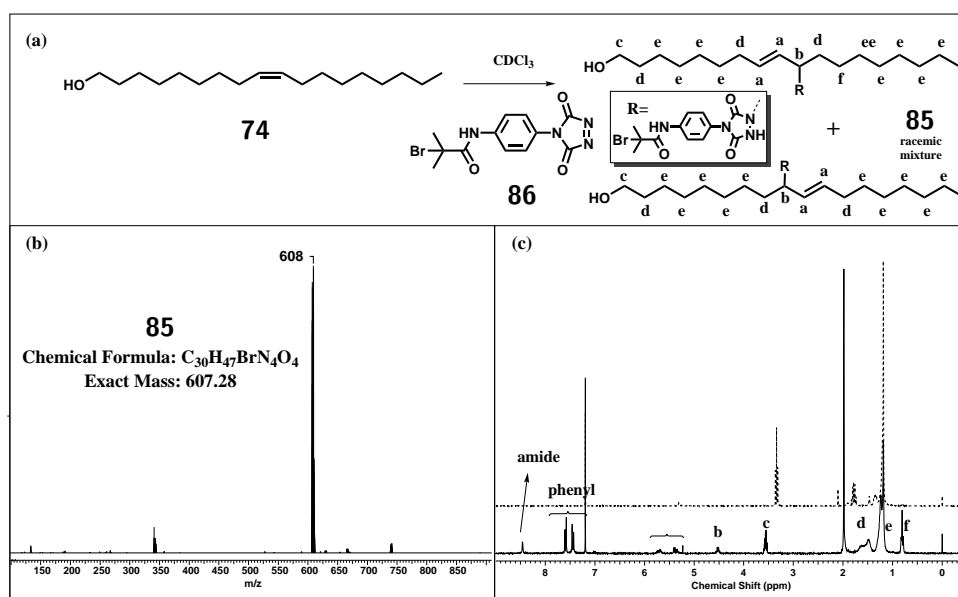 (a)
HO
74
CDCl3
O
N
HN
N
N
Br
O
O
86
c e e e d a b d ee e e e
HO
d e e a R f e e
R=
O
N
HN
N
NH
Br
O
O
+
85
racemic
mixture
R
c e e e e a e e e
HO
d e e d b a d e e
(b)
608
85
Chemical Formula: C30H47BrN4O4
Exact Mass: 607.28
100 150 200 250 300 350 400 450 500 550 600 650 700 750 800 850
m/z
(c)
amide
phenyl
b c d e f
8 7 6 5 4 3 2 1 0
Chemical Shift (ppm)